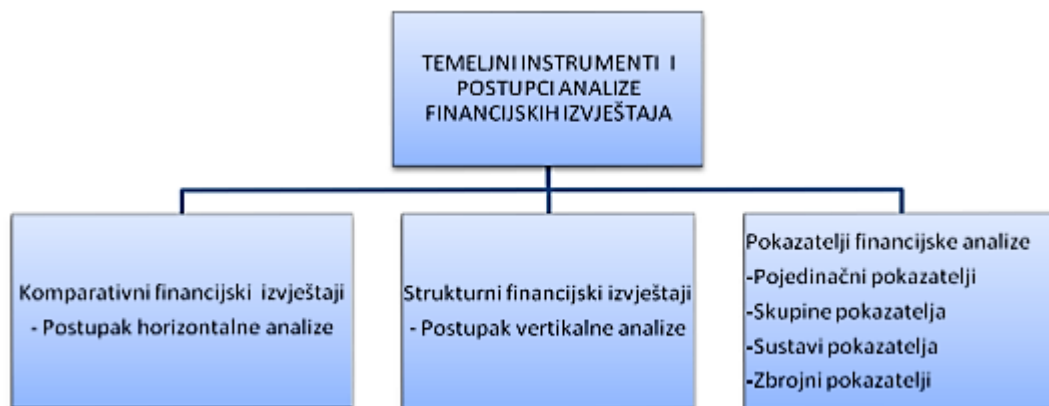 TEMELJNI INSTRUMENTI I
POSTUPCI ANALIZE
FINANCIJSKIH IZVJEŠTAJA
Komparativni financijski izvještaji
- Postupak horizontalne analize
Strukturni financijski izvještaji
- Postupak vertikalne analize
Pokazatelji financijske analize
-Pojedinačni pokazatelji
-Skupine pokazatelja
-Sustavi pokazatelja
-Zbrojni pokazatelji